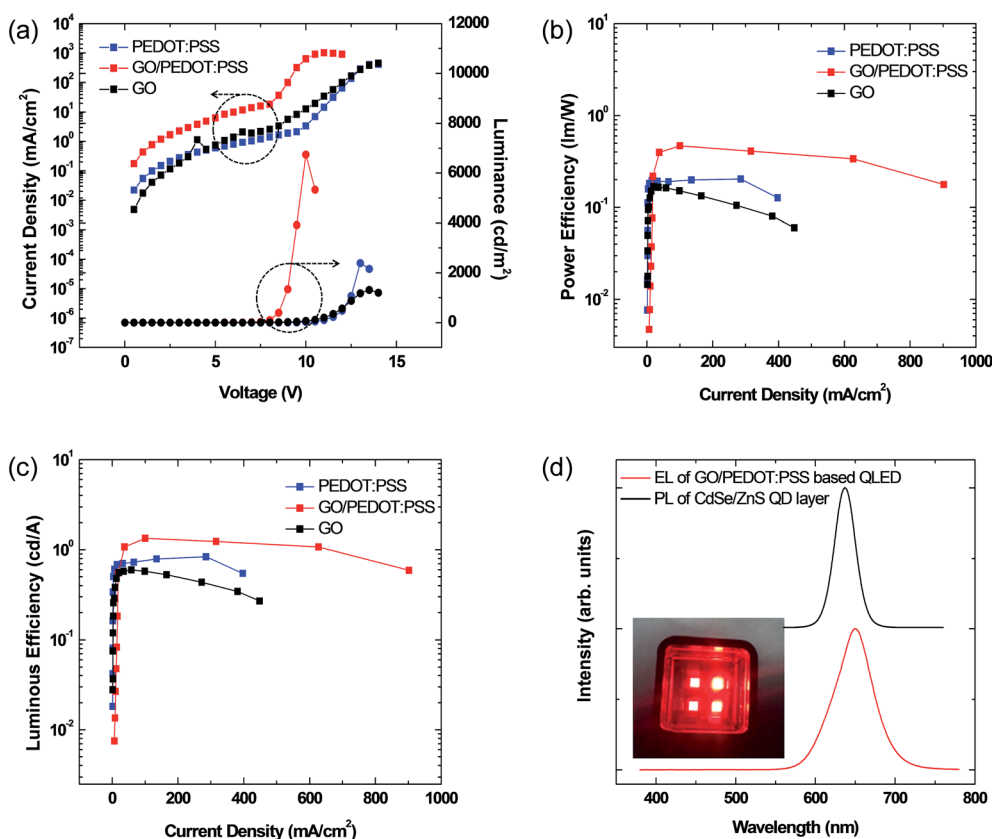 (a)
PEDOT:PSS
GO/PEDOT:PSS
GO
Current Density (mA/cm²)
10⁴
10³
10²
10¹
10⁰
10⁻¹
10⁻²
10⁻³
10⁻⁴
10⁻⁵
10⁻⁶
10⁻⁷
0
5
10
15
Voltage (V)
12000
10000
8000
6000
4000
2000
0
Luminance (cd/m²)
(b)
PEDOT:PSS
GO/PEDOT:PSS
GO
Power Efficiency (lm/W)
10¹
10⁰
10⁻¹
10⁻²
0
200
400
600
800
1000
Current Density (mA/cm²)
(c)
PEDOT:PSS
GO/PEDOT:PSS
GO
Luminous Efficiency (cd/A)
10¹
10⁰
10⁻¹
10⁻²
0
200
400
600
800
1000
Current Density (mA/cm²)
(d)
EL of GO/PEDOT:PSS based QLED
PL of CdSe/ZnS QD layer
Intensity (arb. units)
400
500
600
700
800
Wavelength (nm)